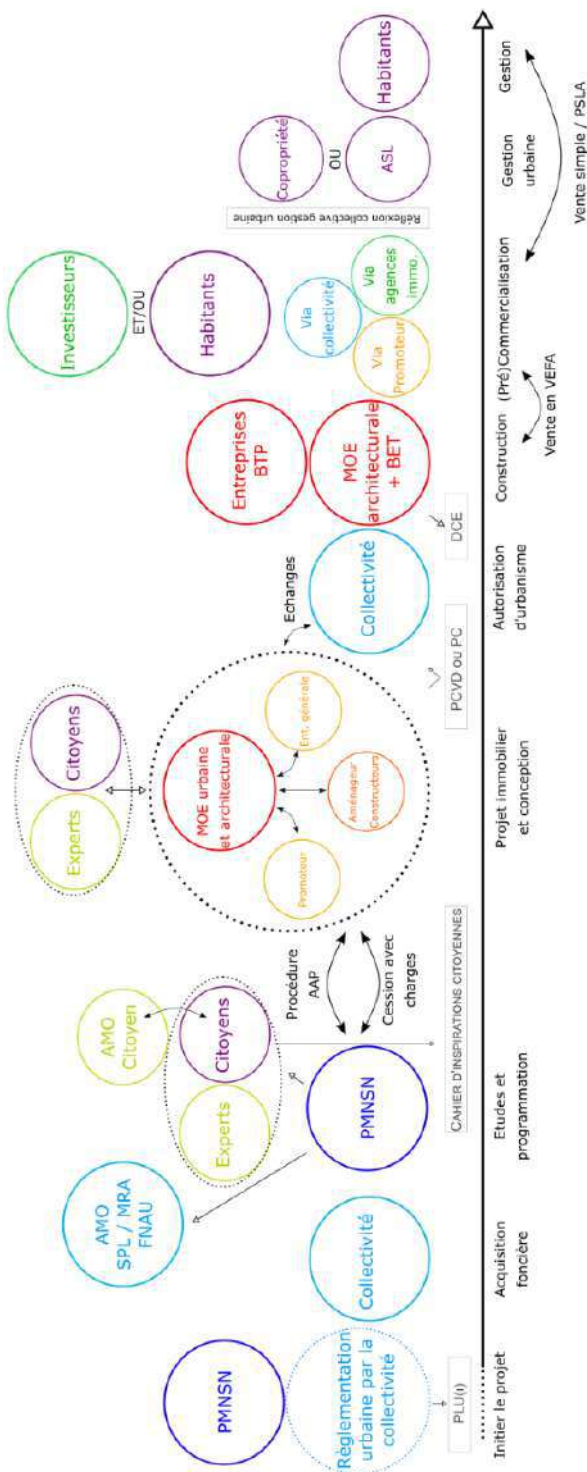 PMNSN
Règlementation
urbaine par la
collectivité
PLU(I)
Initier le projet
Collectivité
Acquisition
foncière
AMO
SPL / MRA
FNAU
AMO
Citoyen
Experts
Citoyens
PMNSN
CAHIER D'INSPIRATIONS CITOYENNES
Etudes et
programmation
Procédure
AAP
Cession avec
charges
Experts
Citoyens
MOE urbaine
et architecturale
Promoteur
Ent. générale
Aménageur
Constructeurs
Projet immobilier
et conception
Echanges
Collectivité
PCVD ou PC
Autorisation
d'urbanisme
DCE
Entreprises
BTP
MOE
architecturale
+ BET
Construction
Vente en VEFA
Investisseurs
ET/OU
Habitants
Via
collectivité
Via
Promoteur
Via
agences
immo.
(Pré)Commercialisation
Réflexion collective gestion urbaine
Copropriété
OU
ASL
Habitants
Gestion
urbaine
Gestion
Vente simple / PSLA